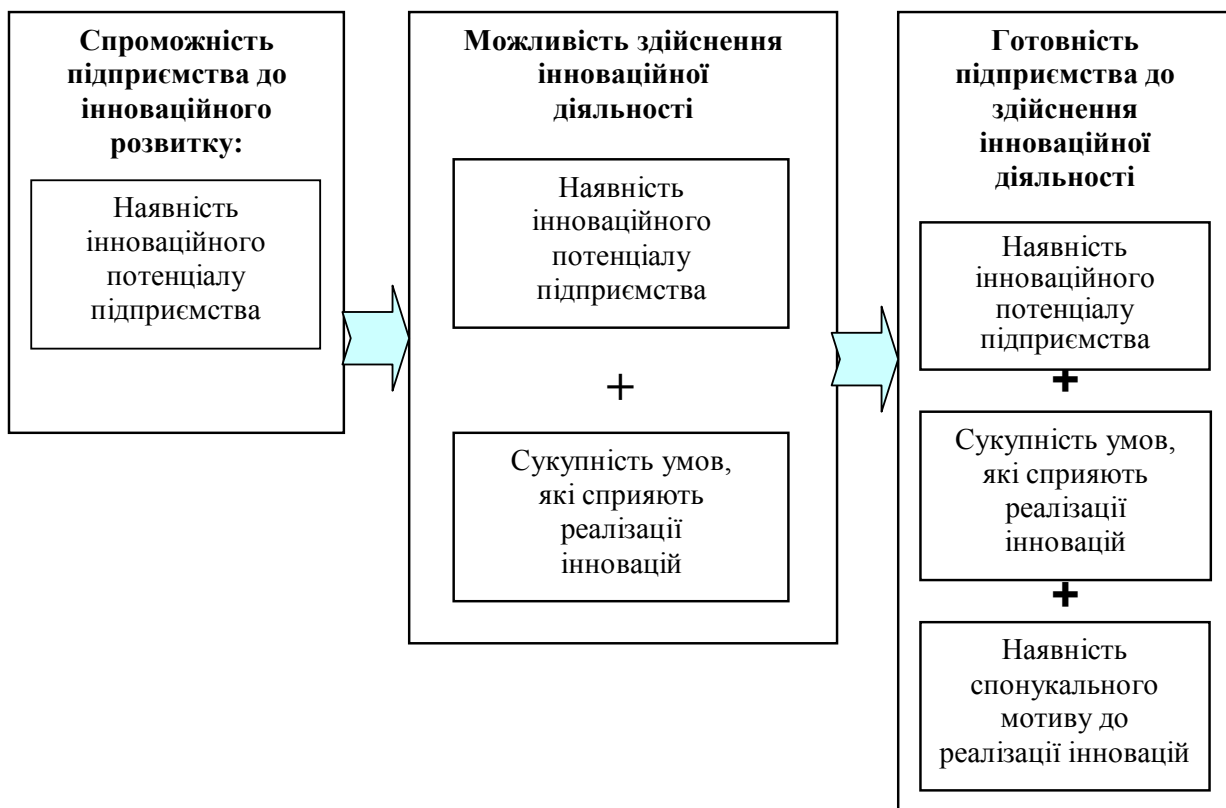 Спроможність
підприємства до
інноваційного
розвитку:
Наявність
інноваційного
потенціалу
підприємства
Можливість здійснення
інноваційної
діяльності
Наявність
інноваційного
потенціалу
підприємства
+
Сукупність умов,
які сприяють
реалізації
інновацій
Готовність
підприємства до
здійснення
інноваційної
діяльності
Наявність
інноваційного
потенціалу
підприємства
+
Сукупність умов,
які сприяють
реалізації
інновацій
+
Наявність
спонукального
мотиву до
реалізації інновацій